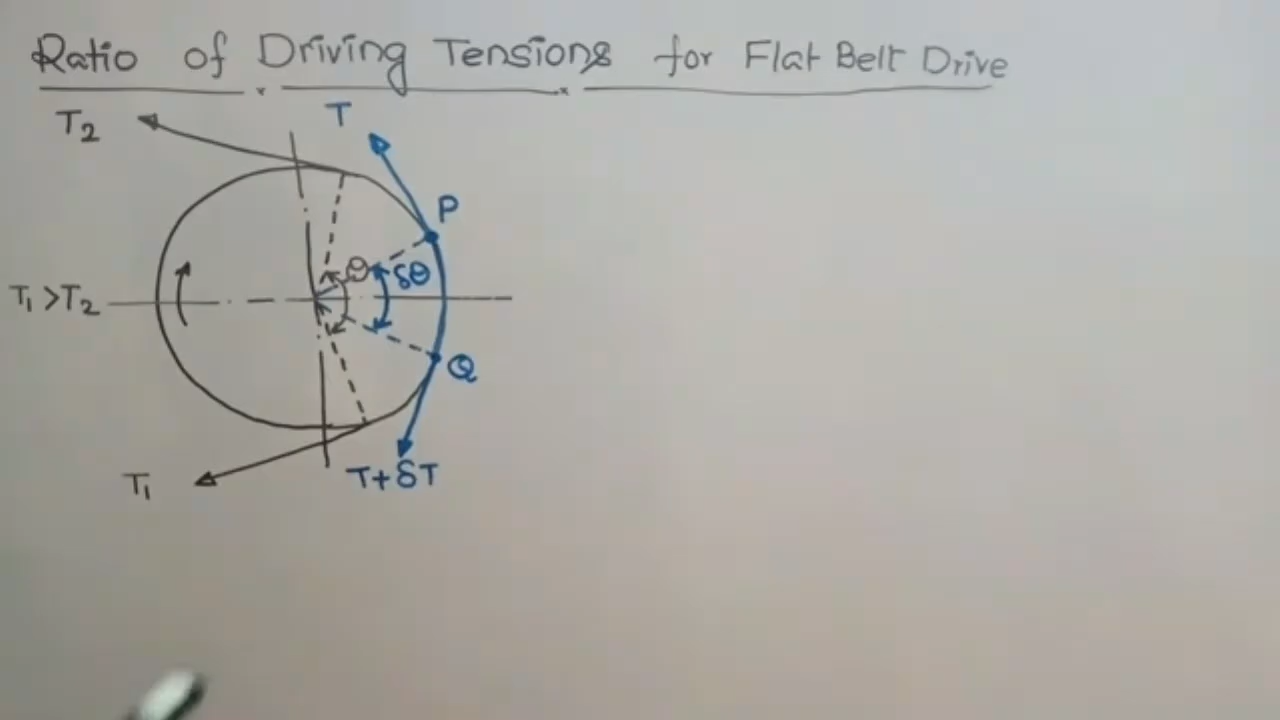 Ratio of Driving Tensions for Flat Belt Drive
T2
T
P
θ
δθ
T1 >T2
Q
T1
T+δT